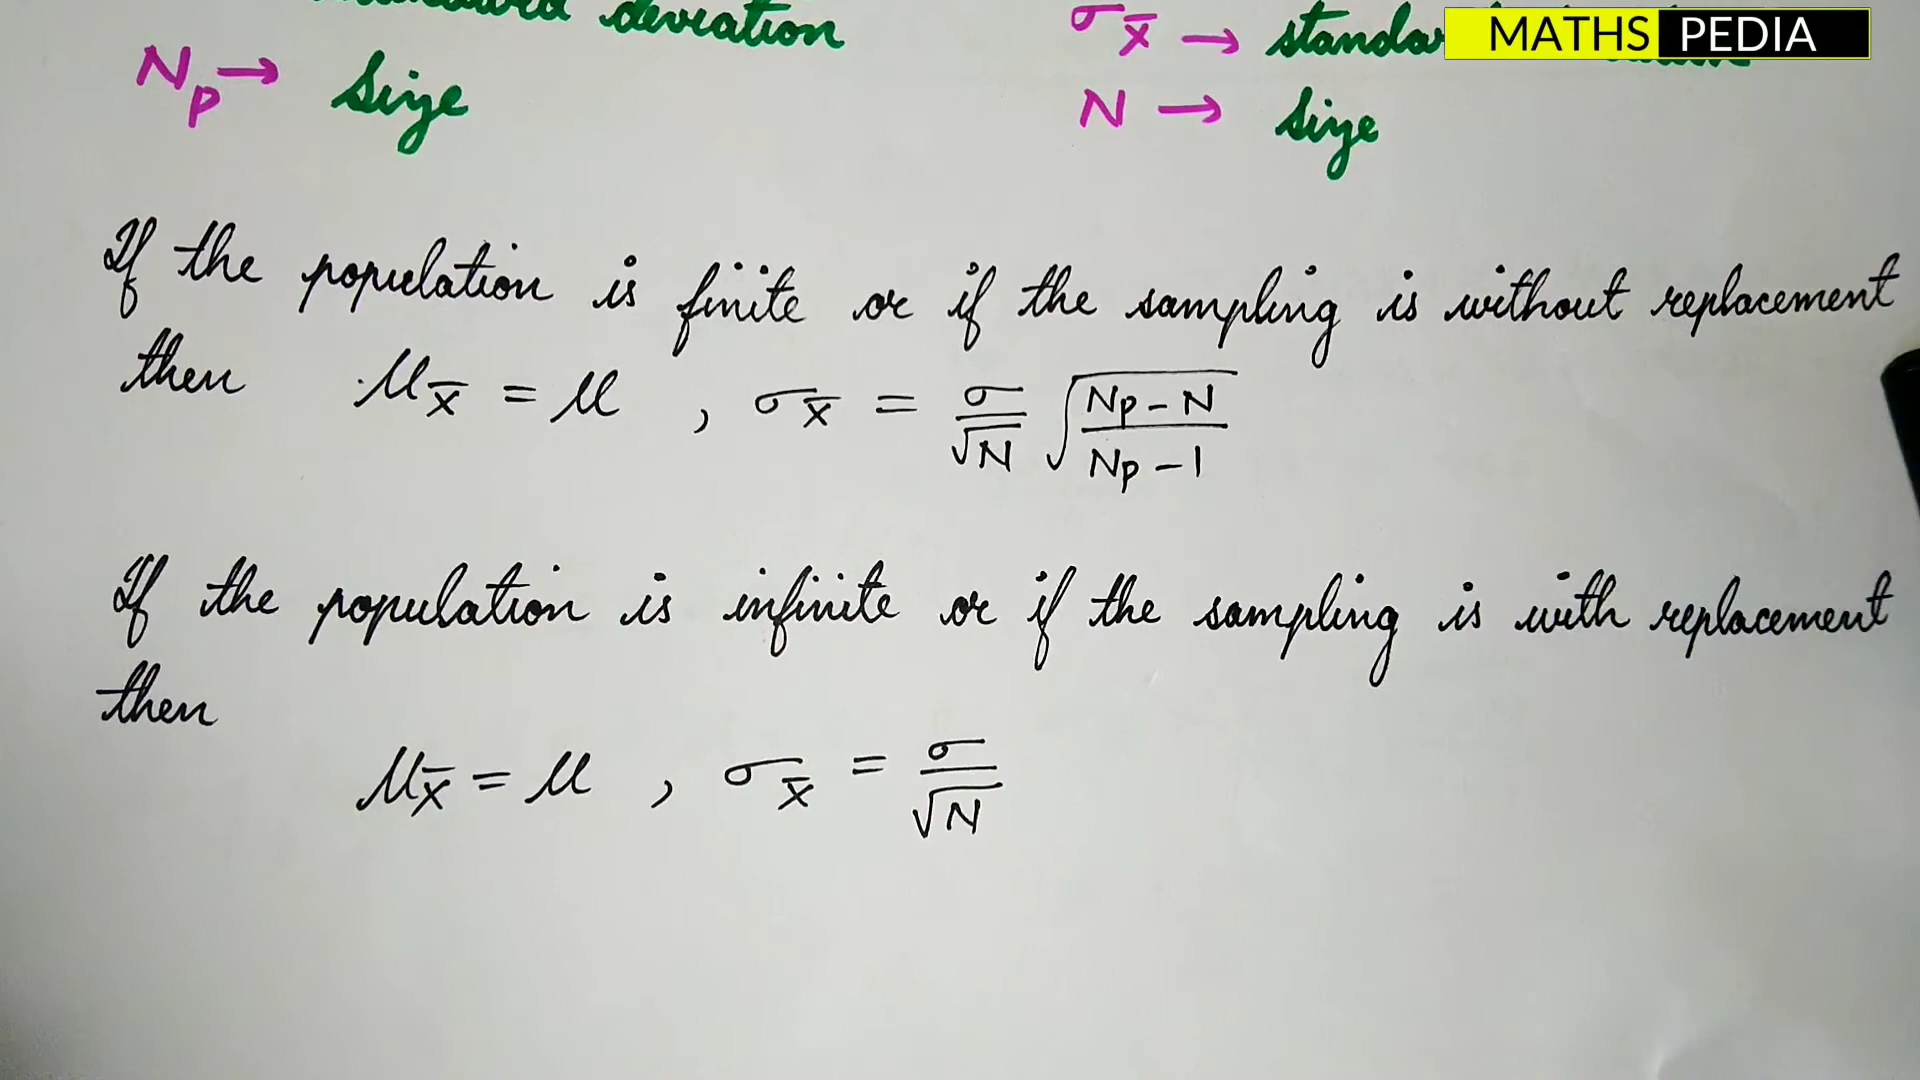 deviation
σx̄ → MATHS PEDIA
Np → Size
N → Size
If the population is finite or if the sampling is without replacement
then μx̄ = μ , σx̄ = σ/√N √(Np - N)/(Np - 1)
If the population is infinite or if the sampling is with replacement
then
μx̄ = μ , σx̄ = σ/√N